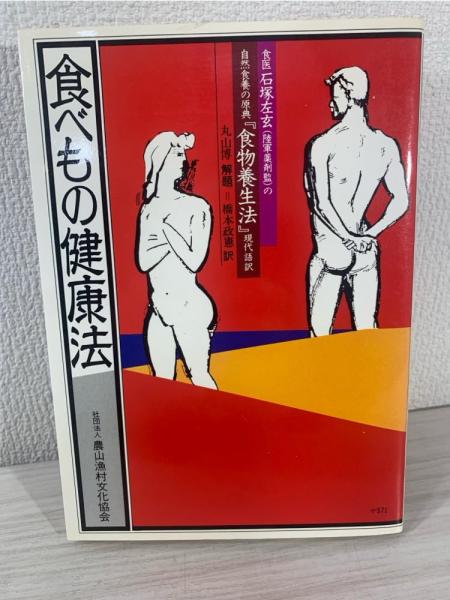 食医 石塚左玄(陸軍薬剤監)の
自然食養の原典『食物養生法』現代語訳
丸山博 解題=橋本政憲 訳
食べもの健康法
社団法人 農山漁村文化協会